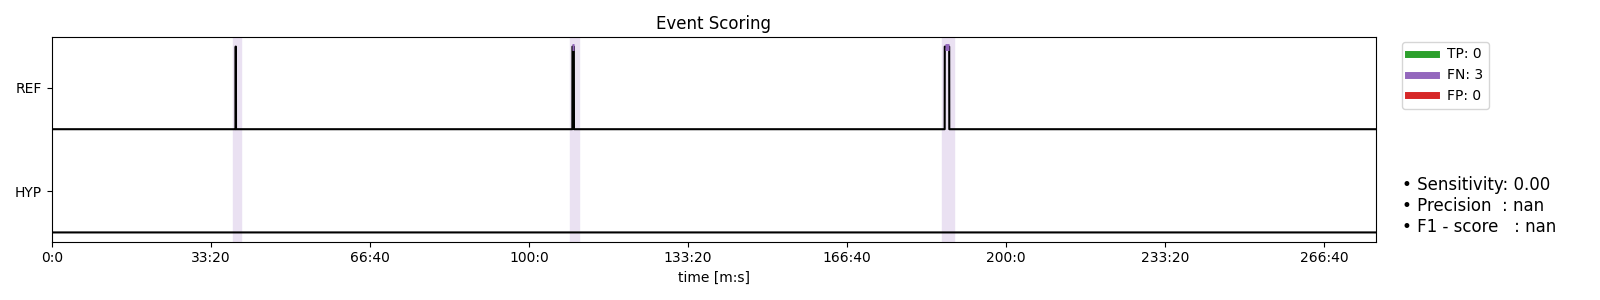 Event Scoring
REF
HYP
0:0
33:20
66:40
100:0
133:20
166:40
200:0
233:20
266:40
time [m:s]
TP: 0
FN: 3
FP: 0
• Sensitivity: 0.00
• Precision : nan
• F1 - score : nan